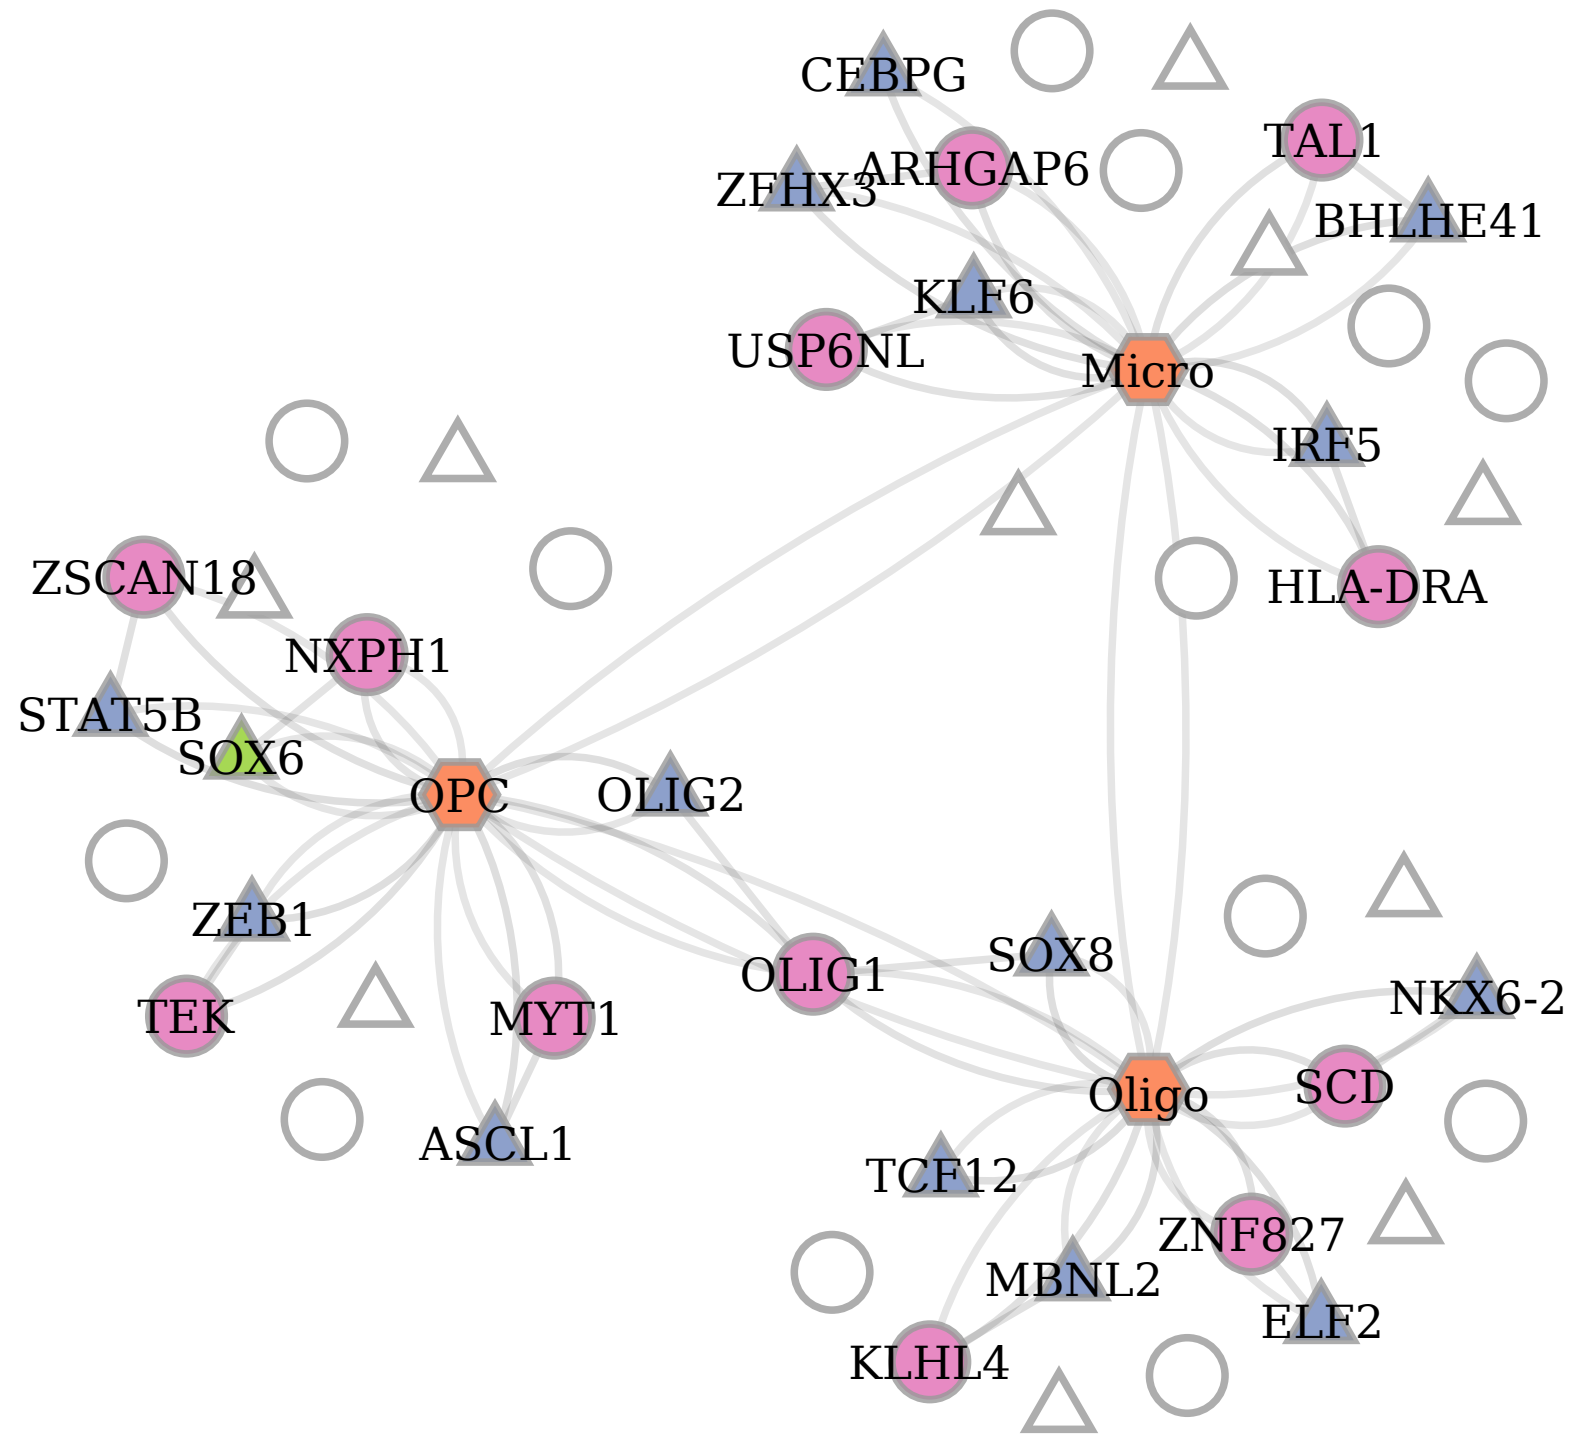 CEBPG
TAL1
ARHGAP6
ZFHX3
BHLHE41
KLF6
USP6NL
Micro
IRF5
ZSCAN18
HLA-DRA
NXPH1
STAT5B
SOX6
OPC
OLIG2
ZEB1
SOX8
OLIG1
NKX6-2
TEK
MYT1
SCD
Oligo
ASCL1
TCF12
ZNF827
MBNL2
ELF2
KLHL4